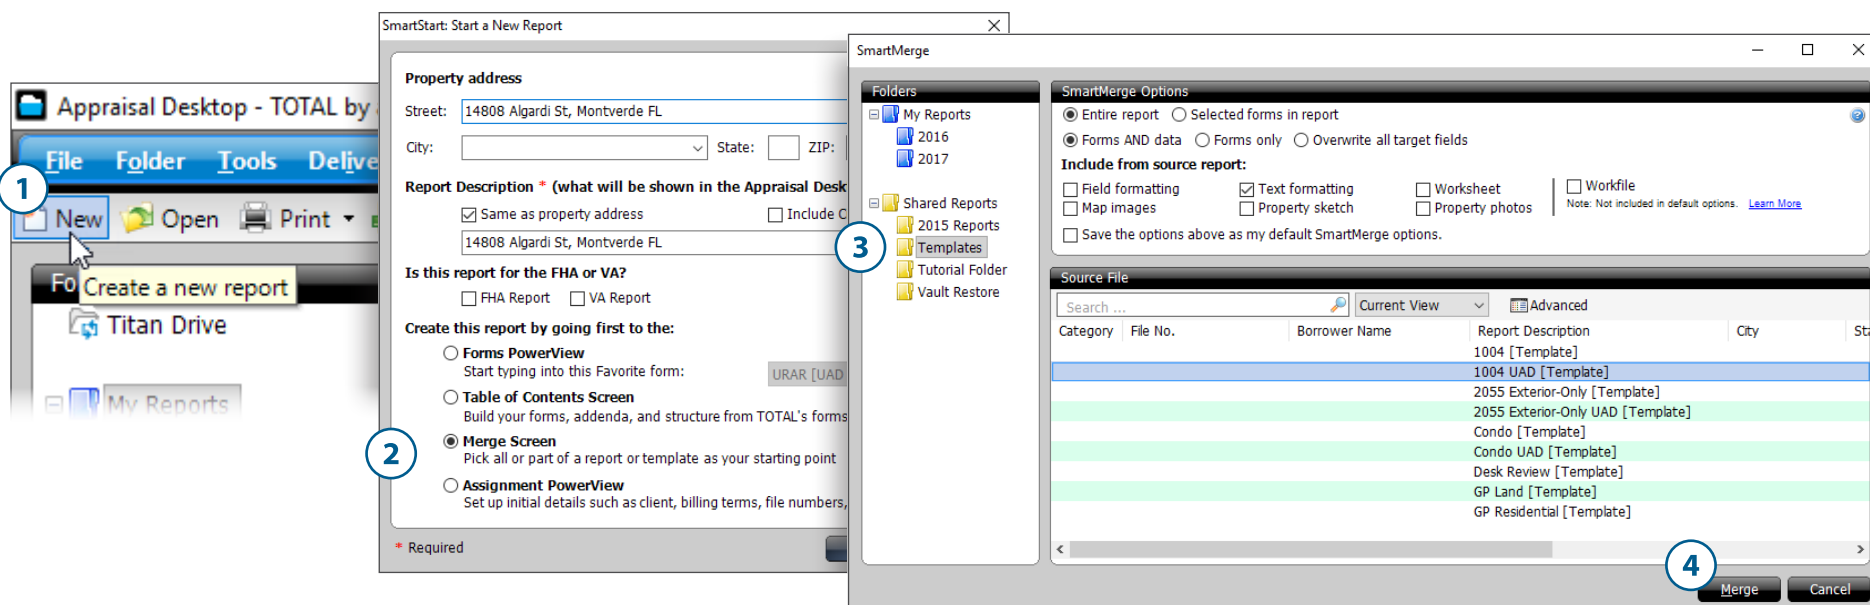 1
Appraisal Desktop - TOTAL by
File Folder Tools
New Open Print
Create a new report
Titan Drive
My Reports
SmartStart: Start a New Report
Property address
Street: 14808 Algardi St, Montverde FL
City: State: ZIP:
Report Description * (what will be shown in the Appraisal
Same as property address Include
14808 Algardi St, Montverde FL
Is this report for the FHA or VA?
FHA Report VA Report
Create this report by going first to the:
Forms PowerView
Start typing into this Favorite form: URAR [UAD
Table of Contents Screen
Build your forms, addenda, and structure from TOTAL's forms
2
Merge Screen
Pick all or part of a report or template as your starting point
Assignment PowerView
Set up initial details such as client, billing terms, file numbers,
* Required
SmartMerge
Folders
My Reports
2016
2017
Shared Reports
2015 Reports
3
Templates
Tutorial Folder
Vault Restore
SmartMerge Options
Entire report Selected forms in report
Forms AND data Forms only Overwrite all target fields
Include from source report:
Field formatting Text formatting Worksheet Workfile
Map images Property sketch Property photos Note: Not included in default options. Learn More
Save the options above as my default SmartMerge options.
Source File
Search ... Current View Advanced
Category File No. Borrower Name Report Description City
1004 [Template]
1004 UAD [Template]
2055 Exterior-Only [Template]
2055 Exterior-Only UAD [Template]
Condo [Template]
Condo UAD [Template]
Desk Review [Template]
GP Land [Template]
GP Residential [Template]
4
Merge Cancel